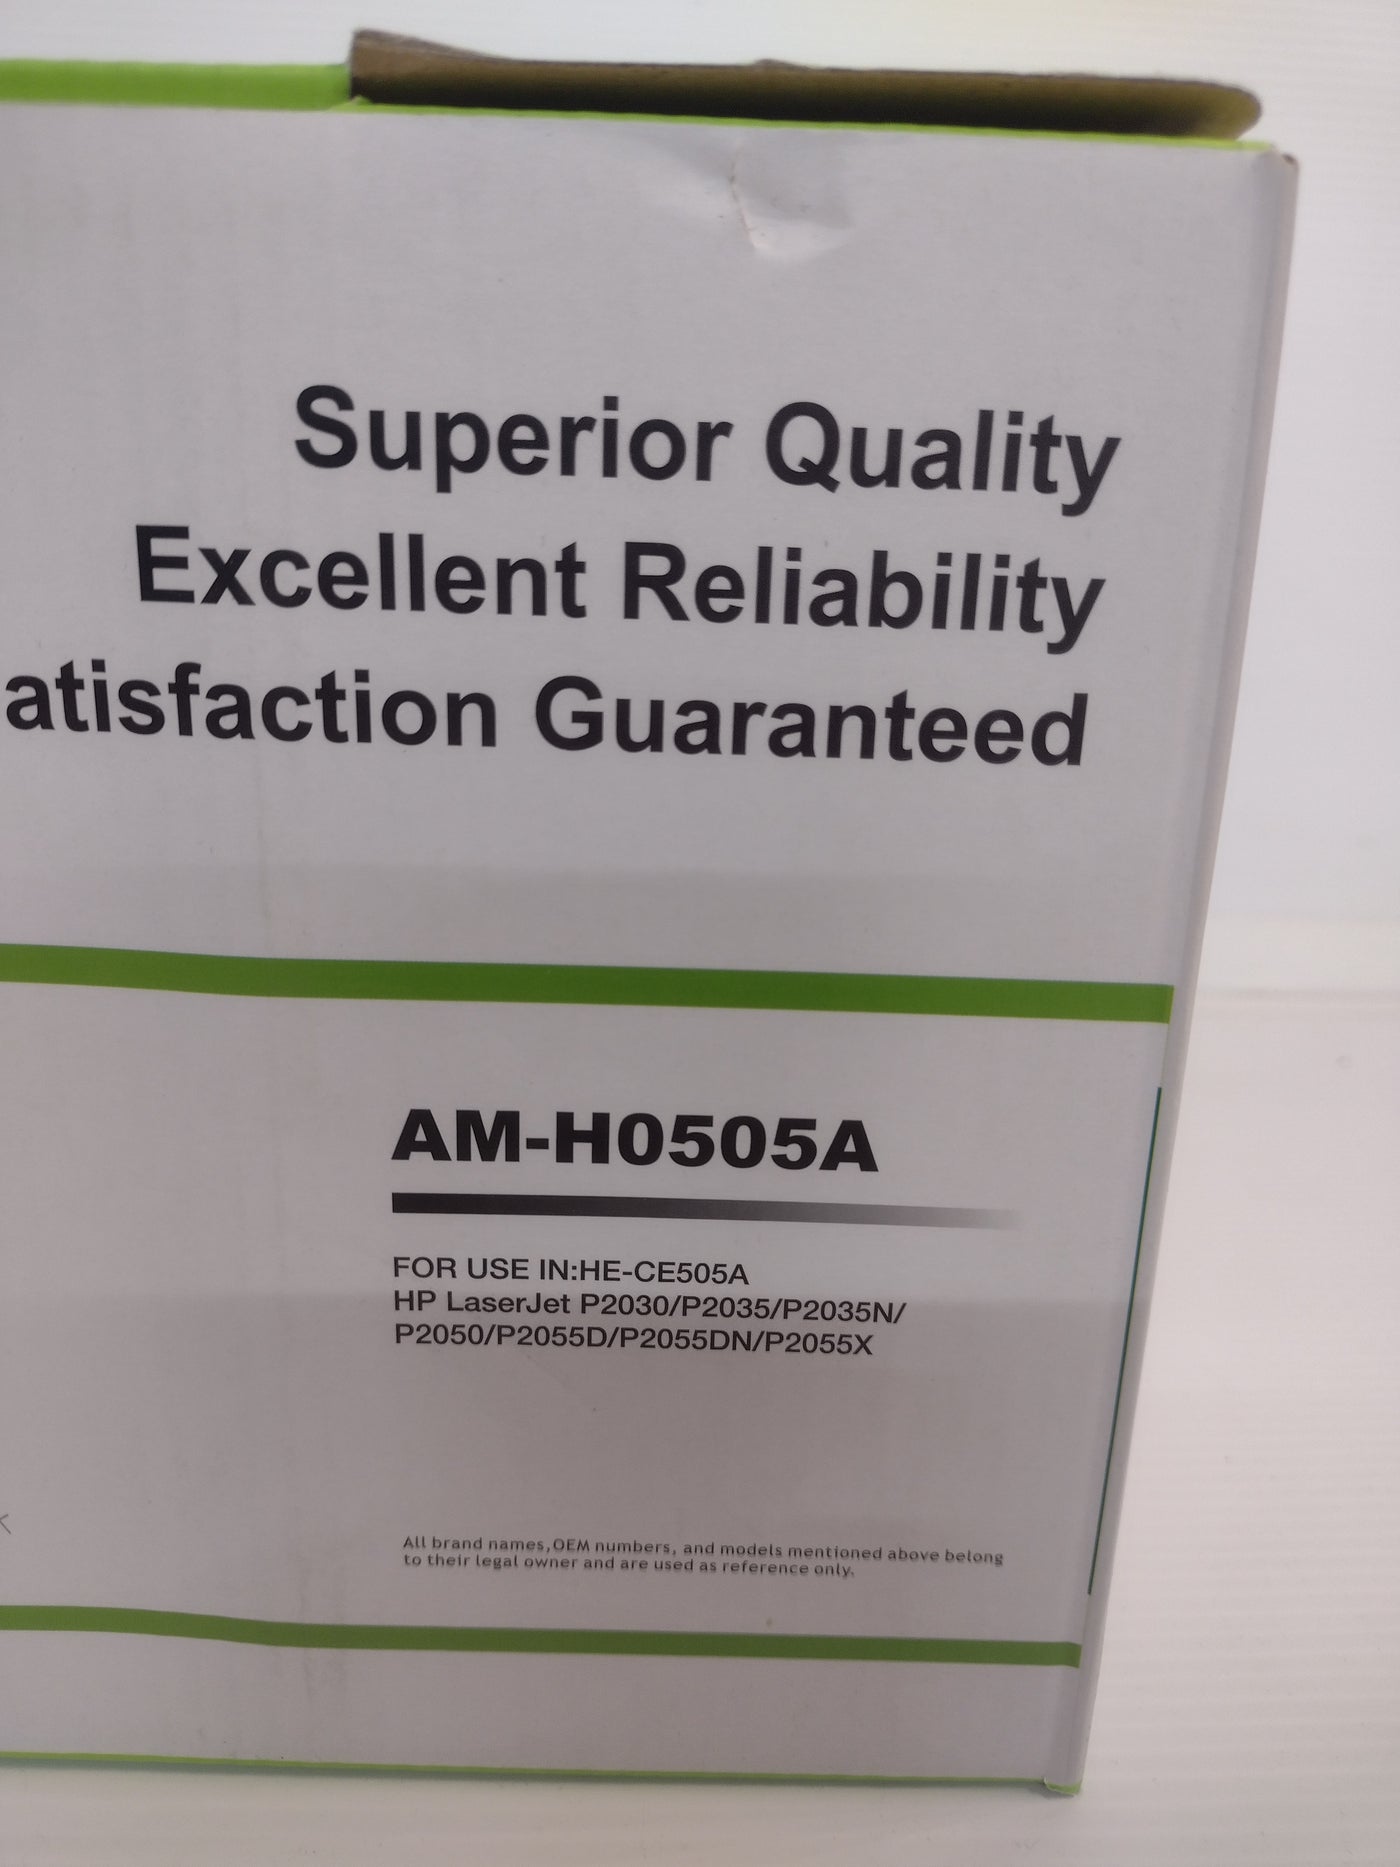 Superior Quality
Excellent Reliability
atisfaction Guaranteed
AM-H0505A
FOR USE IN:HE-CE505A
HP LaserJet P2030/P2035/P2035N/
P2050/P2055D/P2055DN/P2055X
All brand names,OEM numbers, and models mentioned above belong
to their legal owner and are used as reference only.